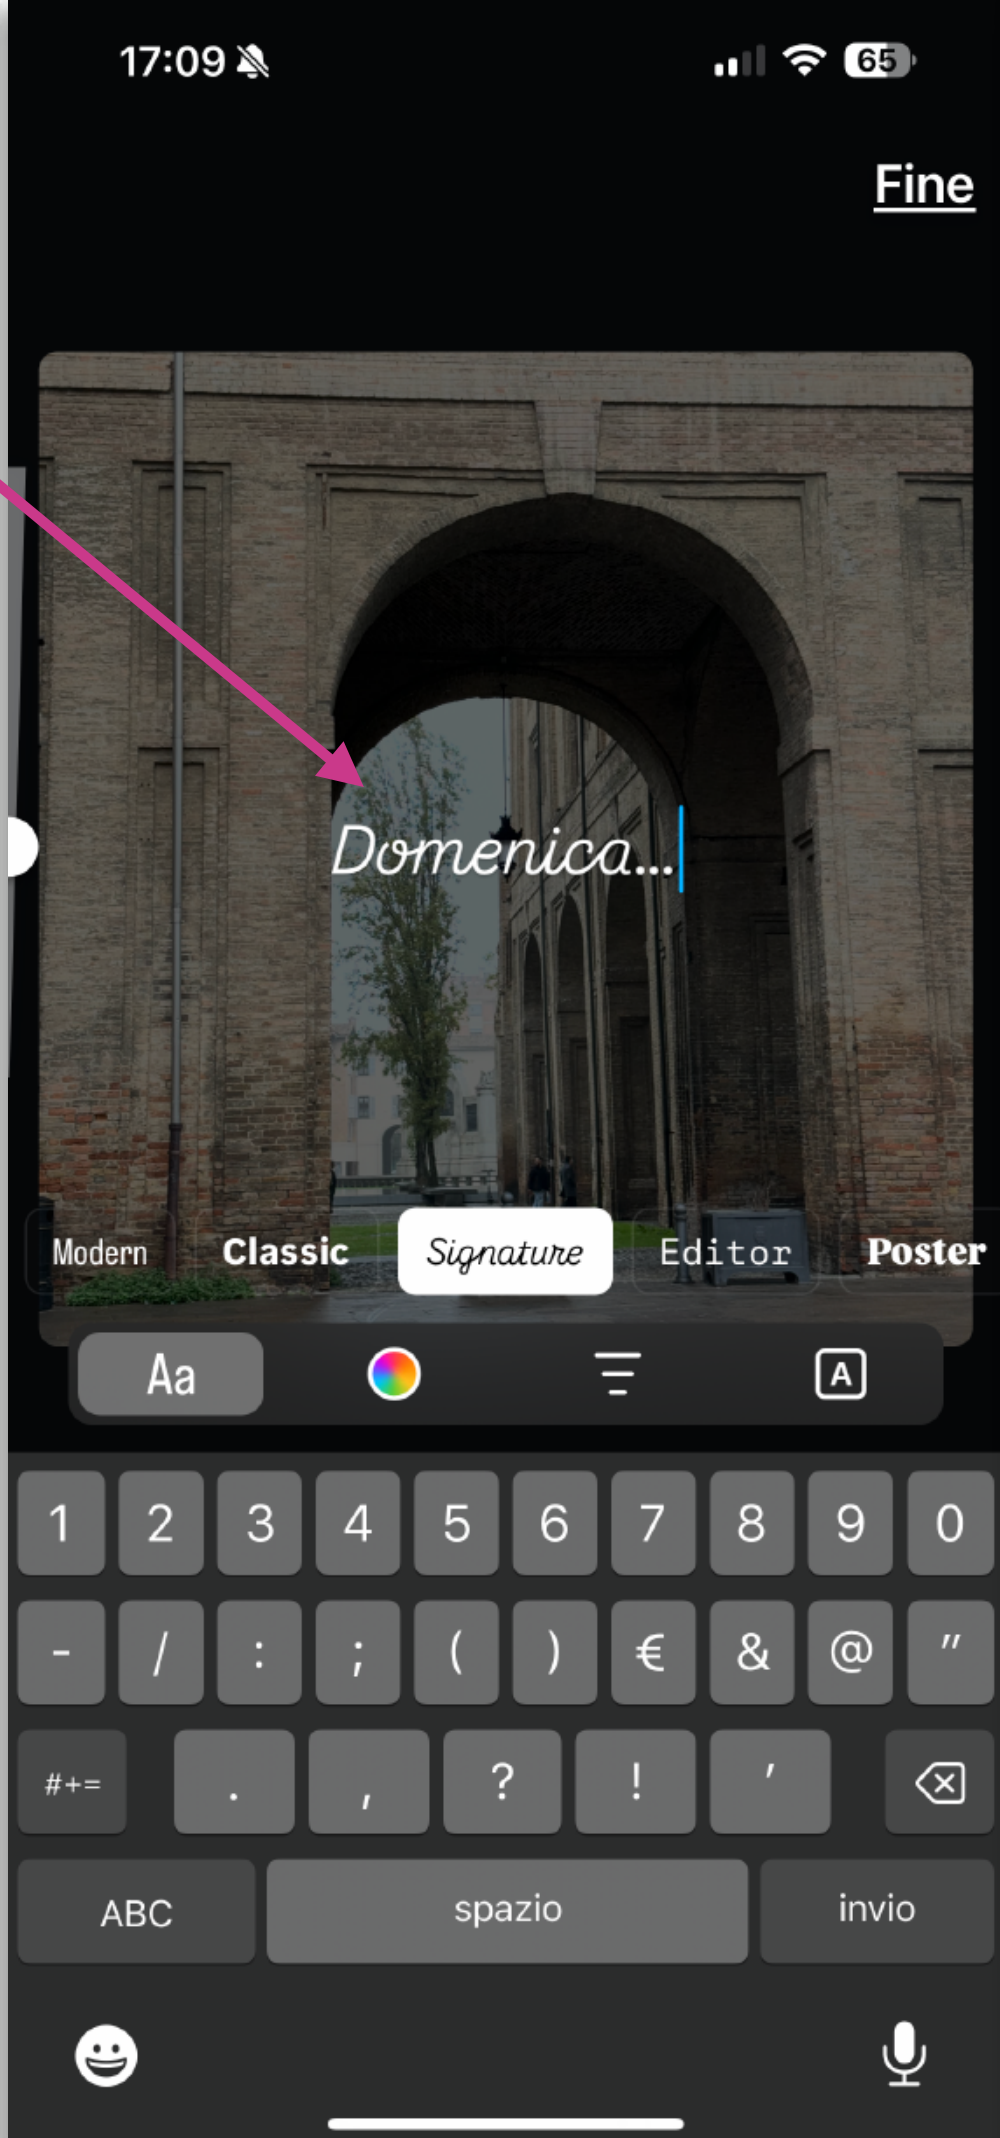 17:09
65
Fine
Domenica...
Modern Classic Signature Editor Poster
Aa A
1 2 3 4 5 6 7 8 9 0
- / : ; ( ) € & @ "
#+= . , ? ! '
ABC spazio invio